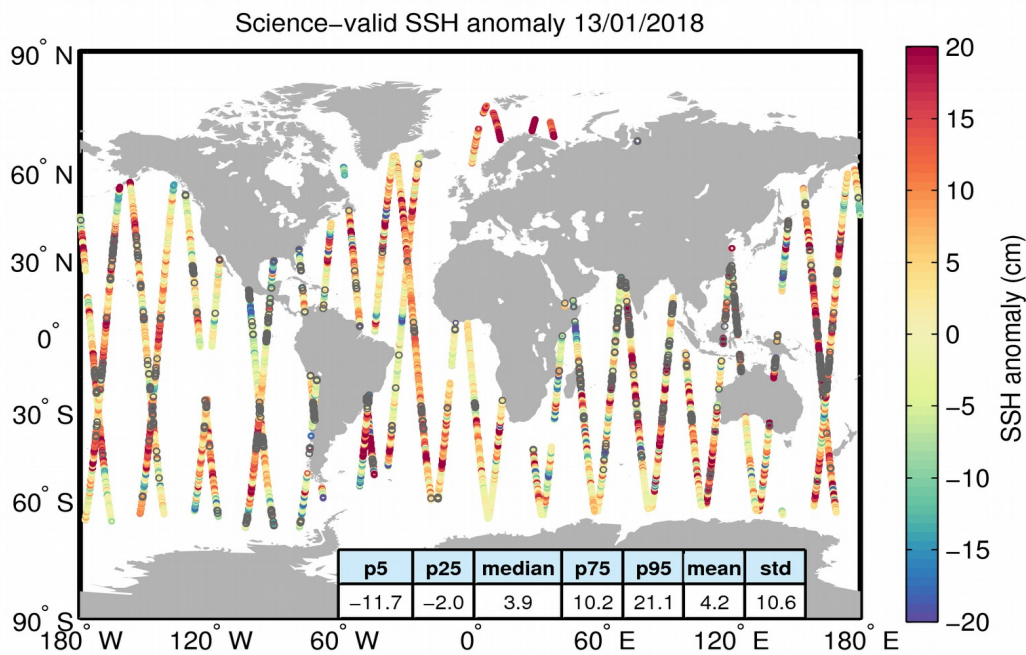 Science−valid SSH anomaly 13/01/2018
90° N
60° N
30° N
0°
30° S
60° S
90° S
180° W
120° W
60° W
0°
60° E
120° E
180° E
p5 p25 median p75 p95 mean std
−11.7 −2.0 3.9 10.2 21.1 4.2 10.6
20
15
10
5
0
−5
−10
−15
−20
SSH anomaly (cm)